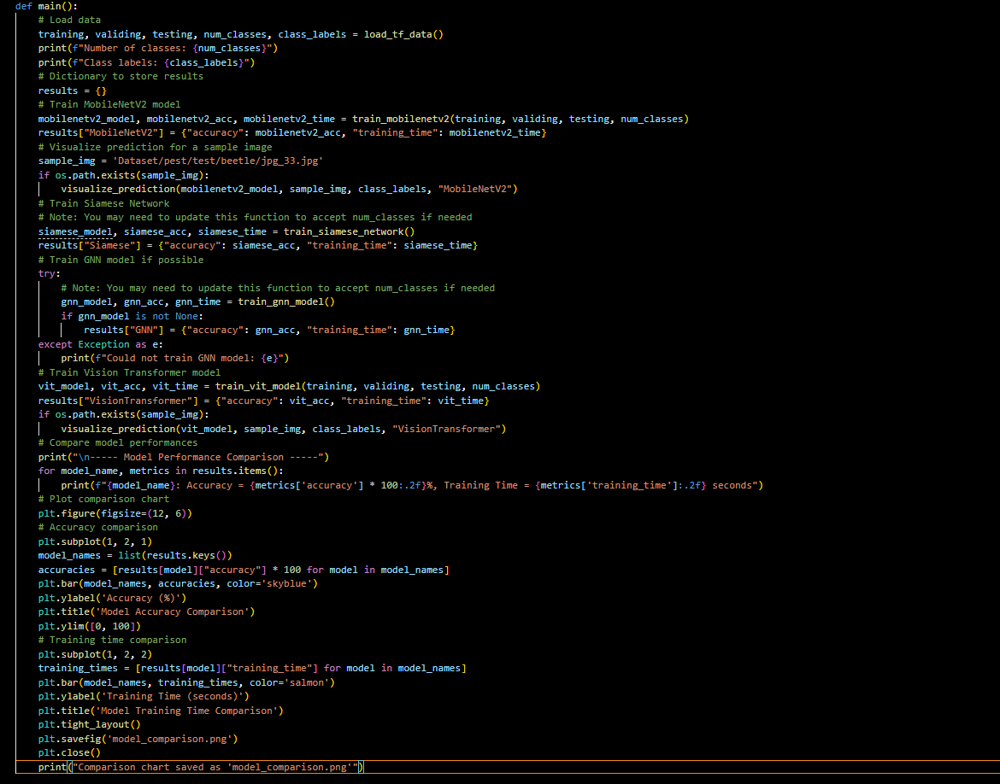 def main():
    # Load data
    training, validing, testing, num_classes, class_labels = load_tf_data()
    print(f"Number of classes: {num_classes}")
    print(f"Class labels: {class_labels}")
    # Dictionary to store results
    results = {}
    # Train MobileNetV2 model
    mobilenetv2_model, mobilenetv2_acc, mobilenetv2_time = train_mobilenetv2(training, validing, testing, num_classes)
    results["MobileNetV2"] = {"accuracy": mobilenetv2_acc, "training_time": mobilenetv2_time}
    # Visualize prediction for a sample image
    sample_img = 'Dataset/pest/test/beetle/jpg_33.jpg'
    if os.path.exists(sample_img):
        visualize_prediction(mobilenetv2_model, sample_img, class_labels, "MobileNetV2")
    # Train Siamese Network
    # Note: You may need to update this function to accept num_classes if needed
    siamese_model, siamese_acc, siamese_time = train_siamese_network()
    results["Siamese"] = {"accuracy": siamese_acc, "training_time": siamese_time}
    # Train GNN model if possible
    try:
        # Note: You may need to update this function to accept num_classes if needed
        gnn_model, gnn_acc, gnn_time = train_gnn_model()
        if gnn_model is not None:
            results["GNN"] = {"accuracy": gnn_acc, "training_time": gnn_time}
    except Exception as e:
        print(f"Could not train GNN model: {e}")
    # Train Vision Transformer model
    vit_model, vit_acc, vit_time = train_vit_model(training, validing, testing, num_classes)
    results["VisionTransformer"] = {"accuracy": vit_acc, "training_time": vit_time}
    if os.path.exists(sample_img):
        visualize_prediction(vit_model, sample_img, class_labels, "VisionTransformer")
    # Compare model performances
    print("\n----- Model Performance Comparison -----")
    for model_name, metrics in results.items():
        print(f"{model_name}: Accuracy = {metrics['accuracy'] * 100:.2f}%, Training Time = {metrics['training_time']:.2f} seconds")
    # Plot comparison chart
    plt.figure(figsize=(12, 6))
    # Accuracy comparison
    plt.subplot(1, 2, 1)
    model_names = list(results.keys())
    accuracies = [results[model]["accuracy"] * 100 for model in model_names]
    plt.bar(model_names, accuracies, color='skyblue')
    plt.ylabel('Accuracy (%)')
    plt.title('Model Accuracy Comparison')
    plt.ylim([0, 100])
    # Training time comparison
    plt.subplot(1, 2, 2)
    training_times = [results[model]["training_time"] for model in model_names]
    plt.bar(model_names, training_times, color='salmon')
    plt.ylabel('Training Time (seconds)')
    plt.title('Model Training Time Comparison')
    plt.tight_layout()
    plt.savefig('model_comparison.png')
    plt.close()
    print("Comparison chart saved as 'model_comparison.png'")